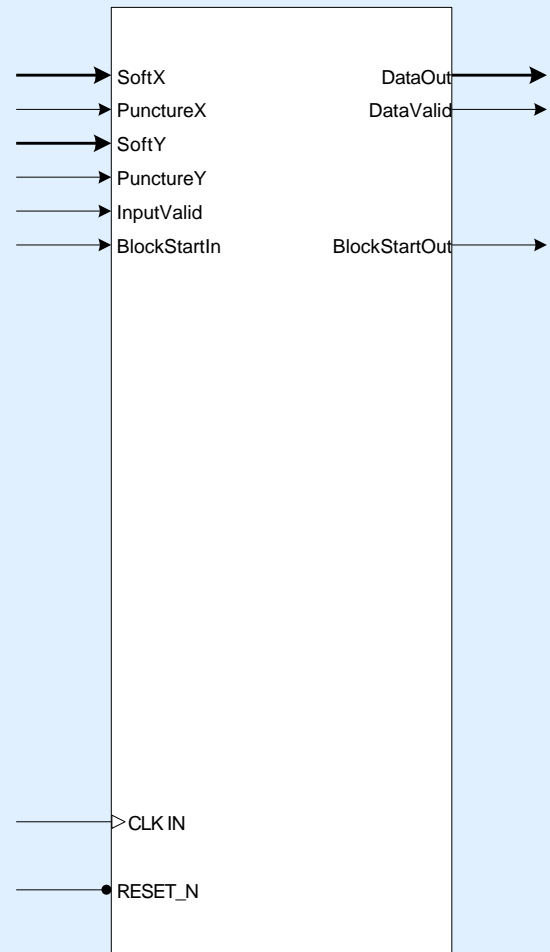 SoftX DataOut
PunctureX DataValid
SoftY
PunctureY
InputValid
BlockStartIn BlockStartOut
CLK IN
RESET_N